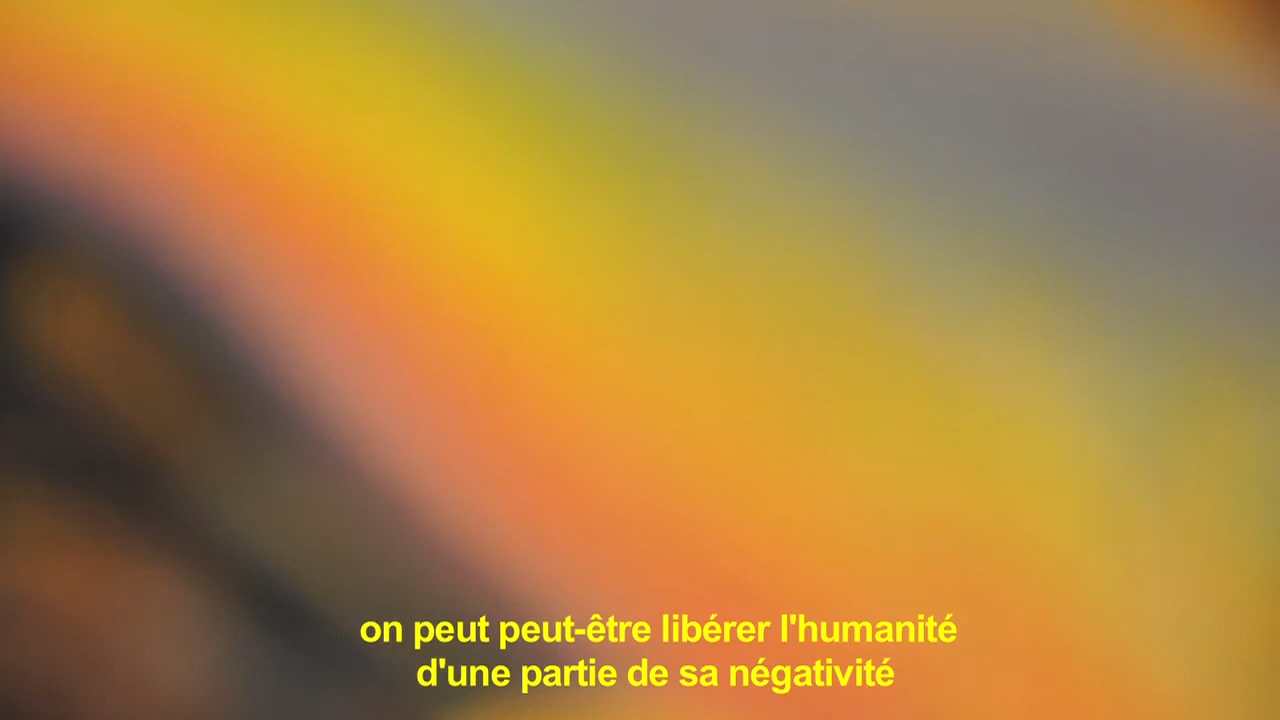 on peut peut-être libérer l'humanité
d'une partie de sa négativité